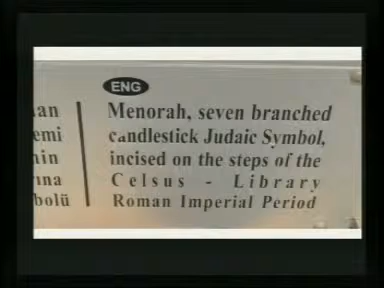 ENG
Menorah, seven branched
candlestick Judaic Symbol,
incised on the steps of the
Celsus - Library
Roman Imperial Period